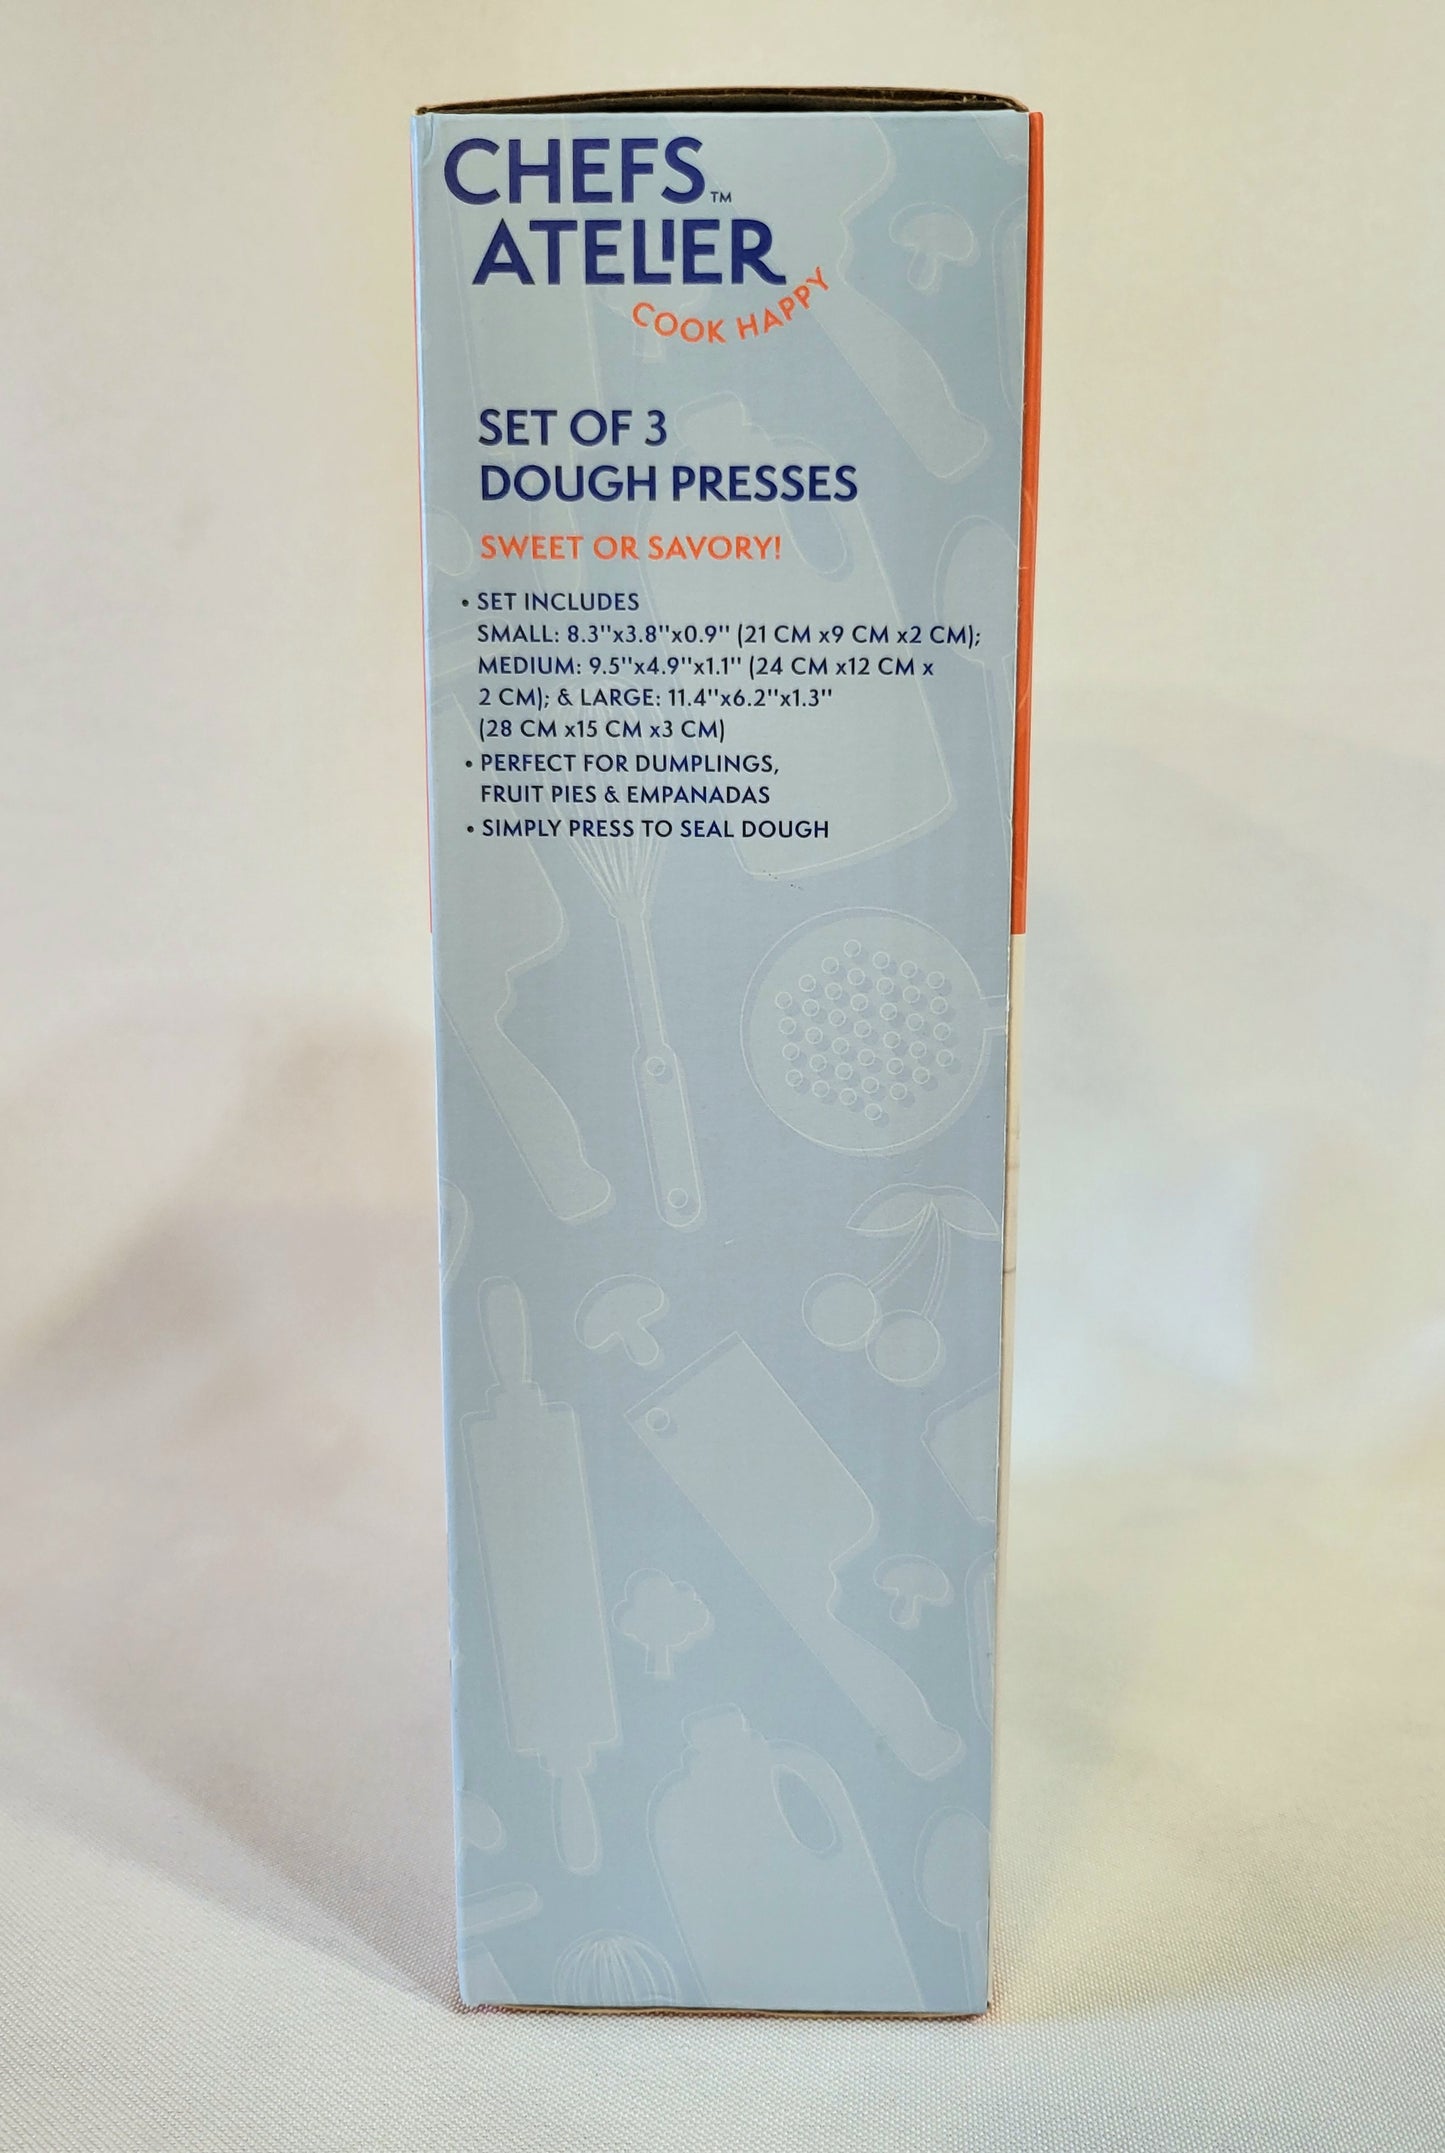 CHEFS™
ATELIER
COOK HAPPY
SET OF 3
DOUGH PRESSES
SWEET OR SAVORY!
• SET INCLUDES
SMALL: 8.3''x3.8''x0.9'' (21 CM x9 CM x2 CM);
MEDIUM: 9.5''x4.9''x1.1'' (24 CM x12 CM x
2 CM); & LARGE: 11.4''x6.2''x1.3''
(28 CM x15 CM x3 CM)
• PERFECT FOR DUMPLINGS,
FRUIT PIES & EMPANADAS
• SIMPLY PRESS TO SEAL DOUGH